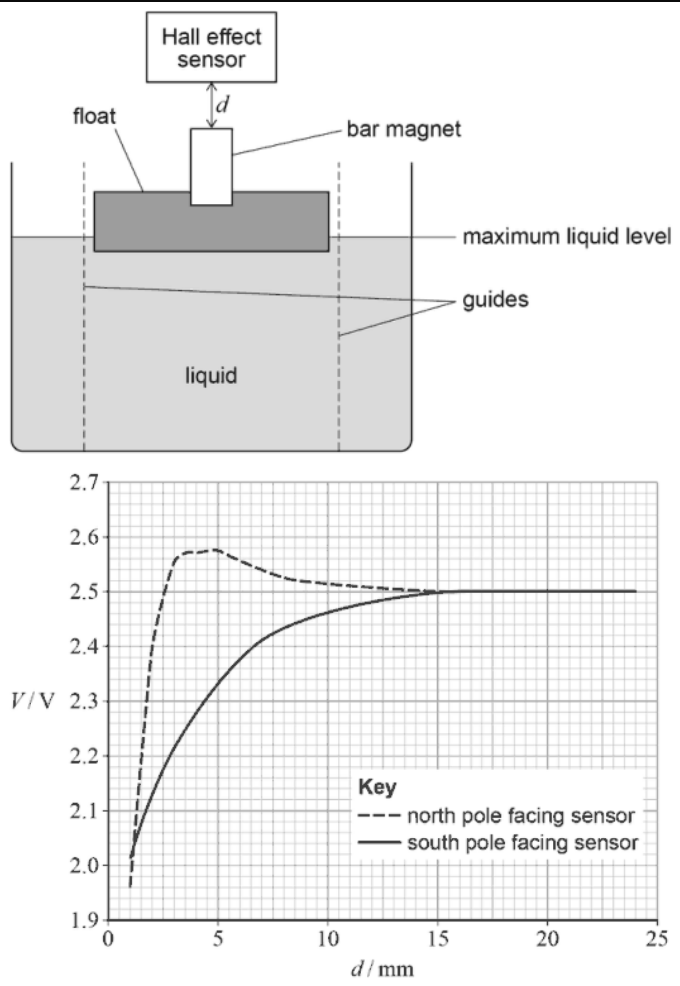 Hall effect
sensor
d
float
bar magnet
maximum liquid level
guides
liquid
2.7
2.6
2.5
2.4
V / V 2.3
2.2
2.1
2.0
1.9
Key
north pole facing sensor
south pole facing sensor
0 5 10 15 20 25
d / mm